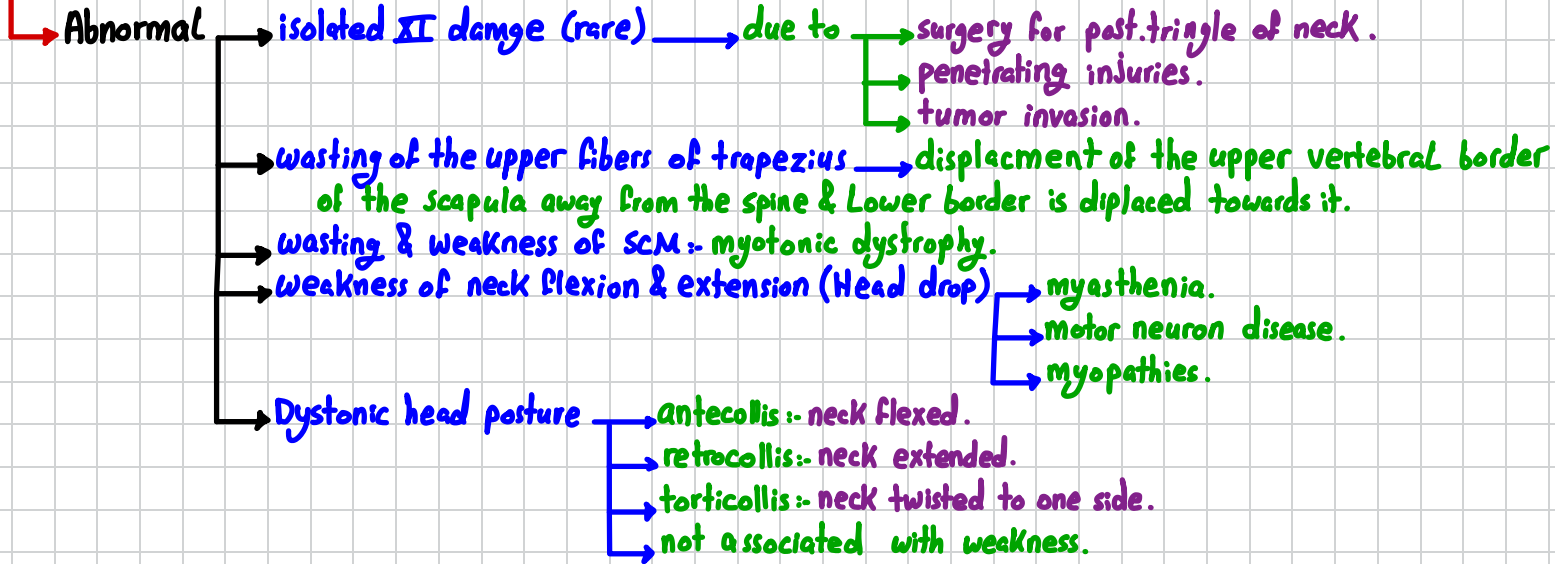 Abnormal isolated XI damge (rare) due to surgery for post.tringle of neck.
penetrating injuries.
tumor invasion.
wasting of the upper fibers of trapezius displacment of the upper vertebral border
of the scapula away from the spine & Lower border is diplaced towards it.
wasting & weakness of SCM:- myotonic dystrophy.
weakness of neck flexion & extension (Head drop) myasthenia.
motor neuron disease.
myopathies.
Dystonic head posture antecollis:- neck flexed.
retrocollis:- neck extended.
torticollis:- neck twisted to one side.
not associated with weakness.